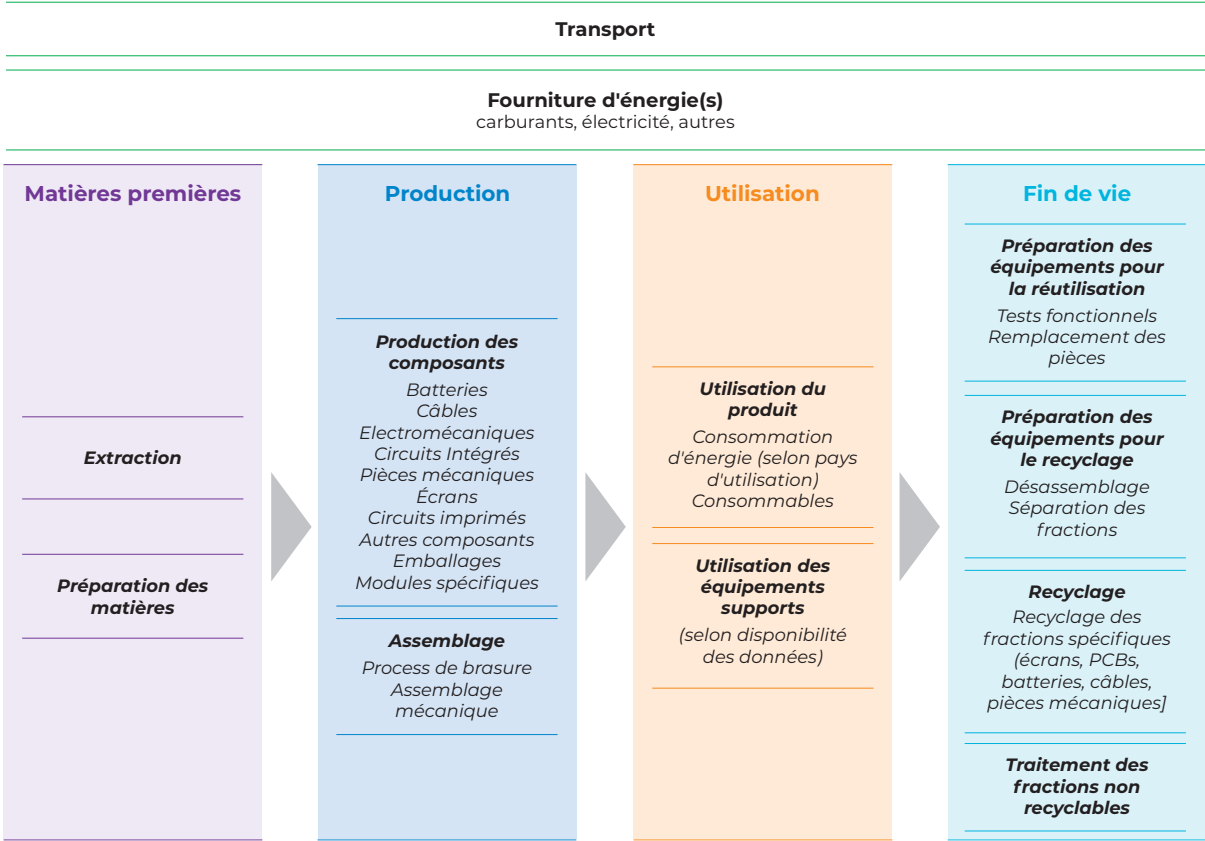 Transport
Fourniture d'énergie(s)
carburants, électricité, autres
Matières premières
Extraction
Préparation des
matières
Production
Production des
composants
Batteries
Câbles
Electromécaniques
Circuits Intégrés
Pièces mécaniques
Écrans
Circuits imprimés
Autres composants
Emballages
Modules spécifiques
Assemblage
Process de brasure
Assemblage
mécanique
Utilisation
Utilisation du
produit
Consommation
d'énergie (selon pays
d'utilisation)
Consommables
Utilisation des
équipements
supports
(selon disponibilité
des données)
Fin de vie
Préparation des
équipements pour
la réutilisation
Tests fonctionnels
Remplacement des
pièces
Préparation des
équipements pour
le recyclage
Désassemblage
Séparation des
fractions
Recyclage
Recyclage des
fractions spécifiques
(écrans, PCBs,
batteries, câbles,
pièces mécaniques]
Traitement des
fractions non
recyclables